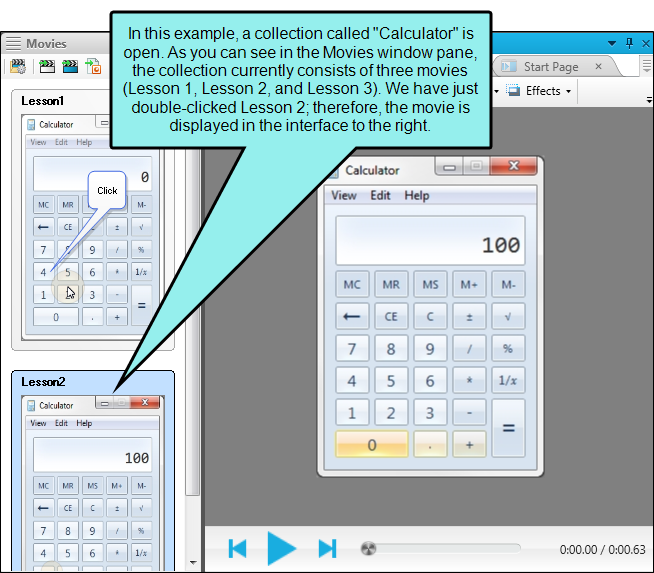 Movies
In this example, a collection called "Calculator" is
open. As you can see in the Movies window pane,
the collection currently consists of three movies
(Lesson 1, Lesson 2, and Lesson 3). We have just
double-clicked Lesson 2; therefore, the movie is
displayed in the interface to the right.
Start Page
Effects
Lesson1
Calculator
View Edit Help
0
Click
MC MR M-
← CE ± √
7 8 9 / %
4 5 6 * 1/x
1 3 - =
0 . +
Lesson2
Calculator
View Edit Help
100
MC MR MS M+ M-
← CE C ± √
7 8 9 / %
4 5 6 * 1/x
Calculator
View Edit Help
100
MC MR MS M+ M-
← CE C ± √
7 8 9 / %
4 5 6 * 1/x
1 2 3 - =
0 . +
0:00.00 / 0:00.63